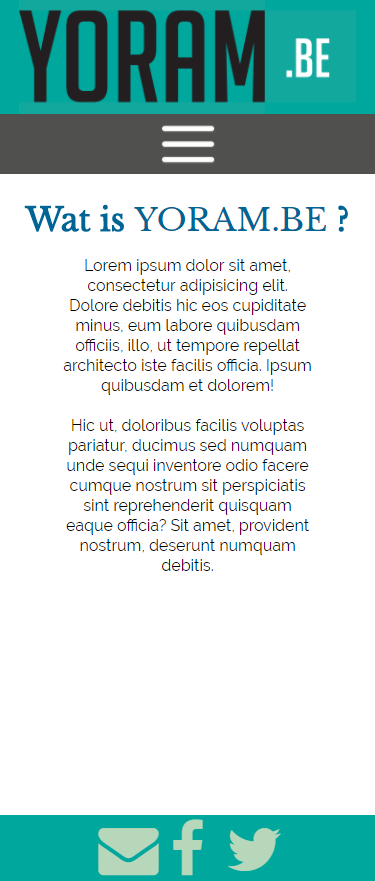 YORAM .BE
Wat is YORAM.BE ?
Lorem ipsum dolor sit amet,
consectetur adipisicing elit.
Dolore debitis hic eos cupiditate
minus, eum labore quibusdam
officiis, illo, ut tempore repellat
architecto iste facilis officia. Ipsum
quibusdam et dolorem!
Hic ut, doloribus facilis voluptas
pariatur, ducimus sed numquam
unde sequi inventore odio facere
cumque nostrum sit perspiciatis
sint reprehenderit quisquam
eaque officia? Sit amet, provident
nostrum, deserunt numquam
debitis.